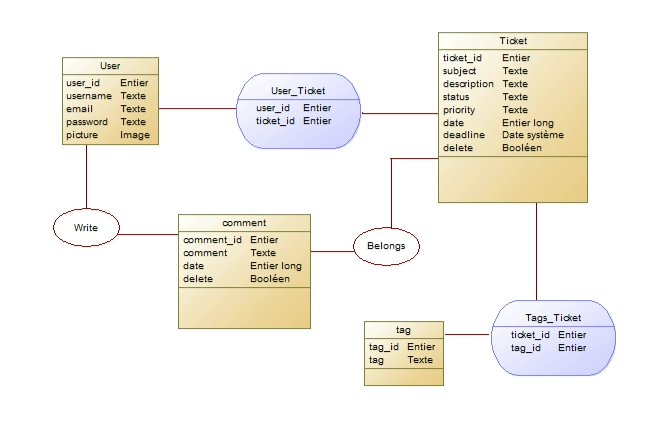 User
user_id Entier
username Texte
email Texte
password Texte
picture Image
User_Ticket
user_id Entier
ticket_id Entier
Ticket
ticket_id Entier
subject Texte
description Texte
status Texte
priority Texte
date Entier long
deadline Date système
delete Booléen
Write
comment
comment_id Entier
comment Texte
date Entier long
delete Booléen
Belongs
tag
tag_id Entier
tag Texte
Tags_Ticket
ticket_id Entier
tag_id Entier